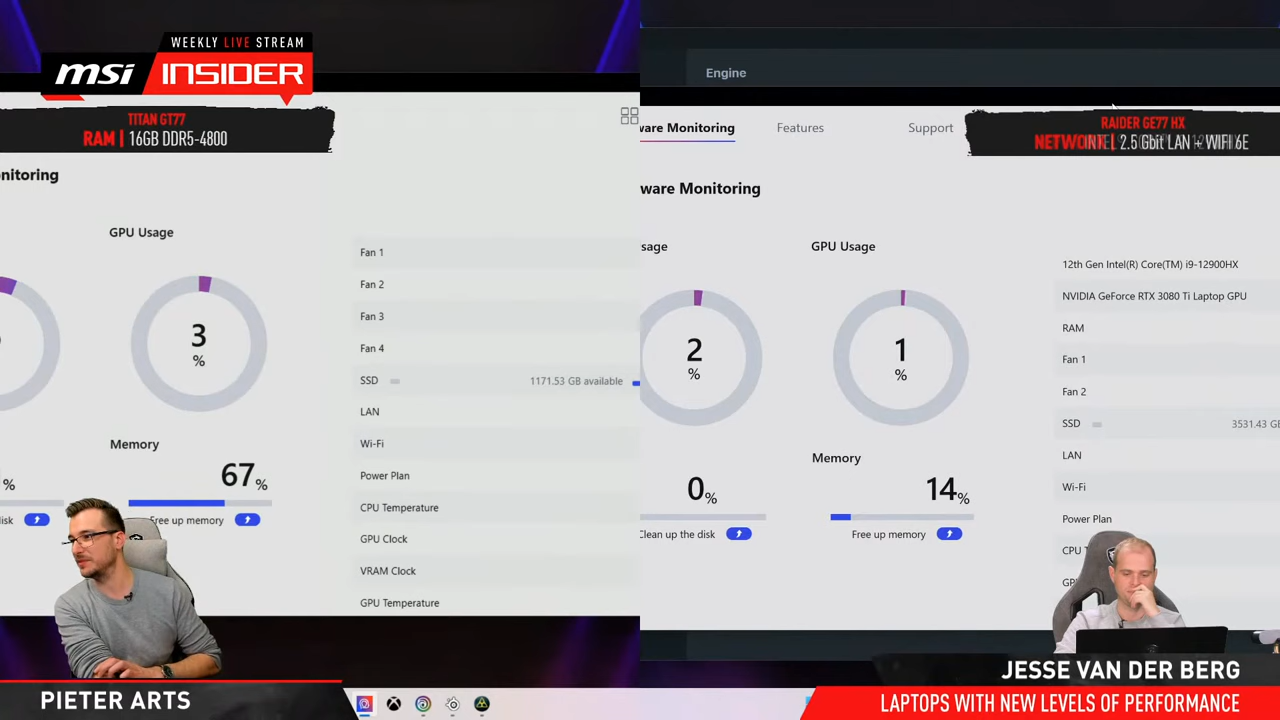 WEEKLY LIVE STREAM
msi INSIDER
TITAN GT77
RAM | 16GB DDR5-4800
nitoring
GPU Usage
3
%
Memory
%
67%
isk
Free up memory
Fan 1
Fan 2
Fan 3
Fan 4
SSD
1171.53 GB available
LAN
Wi-Fi
Power Plan
CPU Temperature
GPU Clock
VRAM Clock
GPU Temperature
PIETER ARTS
Engine
ware Monitoring
Features
Support
RAIDER GE77 HX
NETWORK | 2.5 Gbit LAN + WIFI 6E
ware Monitoring
sage
GPU Usage
2
%
1
%
0%
Clean up the disk
Memory
14%
Free up memory
12th Gen Intel(R) Core(TM) i9-12900HX
NVIDIA GeForce RTX 3080 Ti Laptop GPU
RAM
Fan 1
Fan 2
SSD
3531.43 GB
LAN
Wi-Fi
Power Plan
CPU T
GP
JESSE VAN DER BERG
LAPTOPS WITH NEW LEVELS OF PERFORMANCE